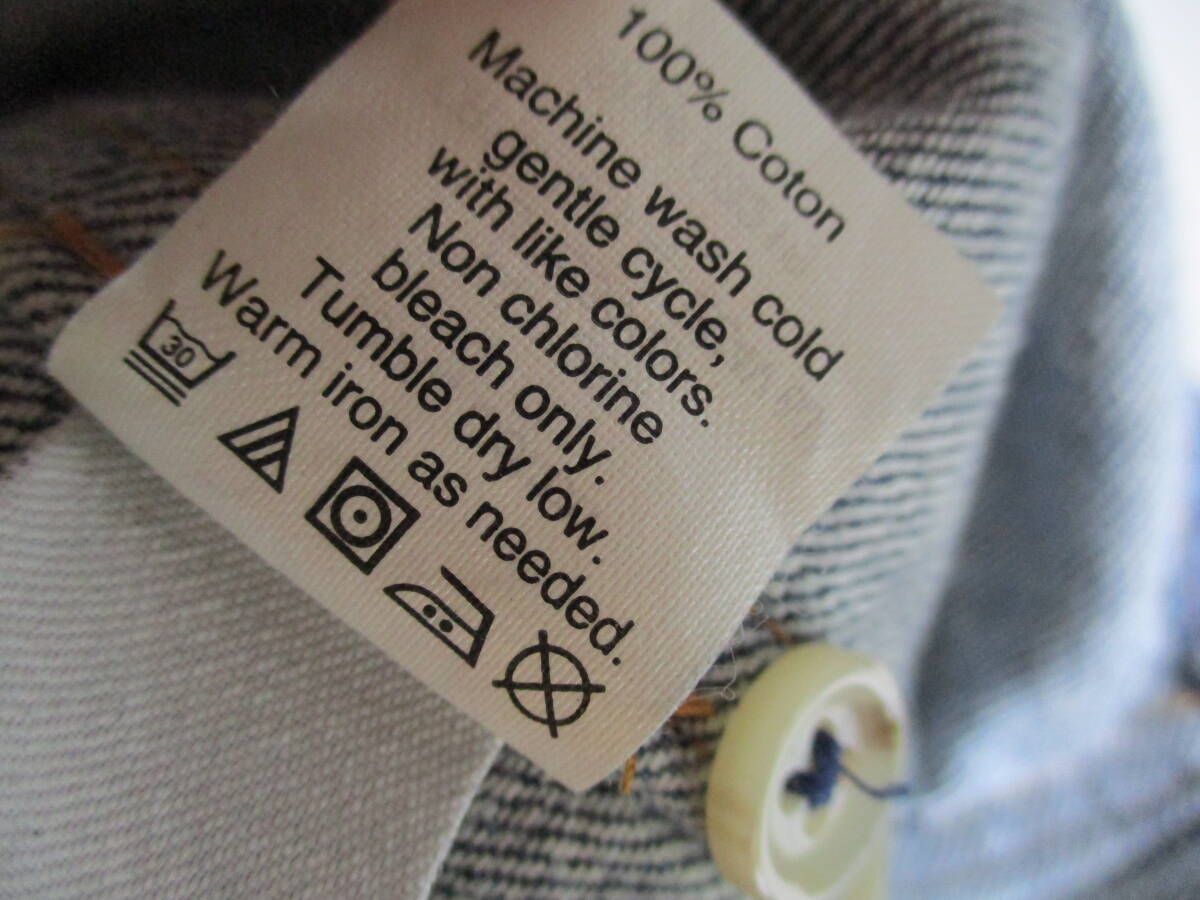 100% Coton
Machine wash cold
gentle cycle,
with like colors.
Non chlorine
bleach only.
Tumble dry low.
Warm iron as needed.
30